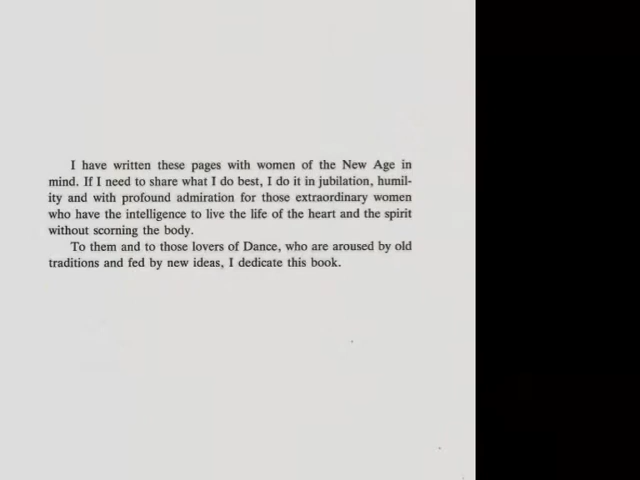 I have written these pages with women of the New Age in
mind. If I need to share what I do best, I do it in jubilation, humil-
ity and with profound admiration for those extraordinary women
who have the intelligence to live the life of the heart and the spirit
without scorning the body.
To them and to those lovers of Dance, who are aroused by old
traditions and fed by new ideas, I dedicate this book.